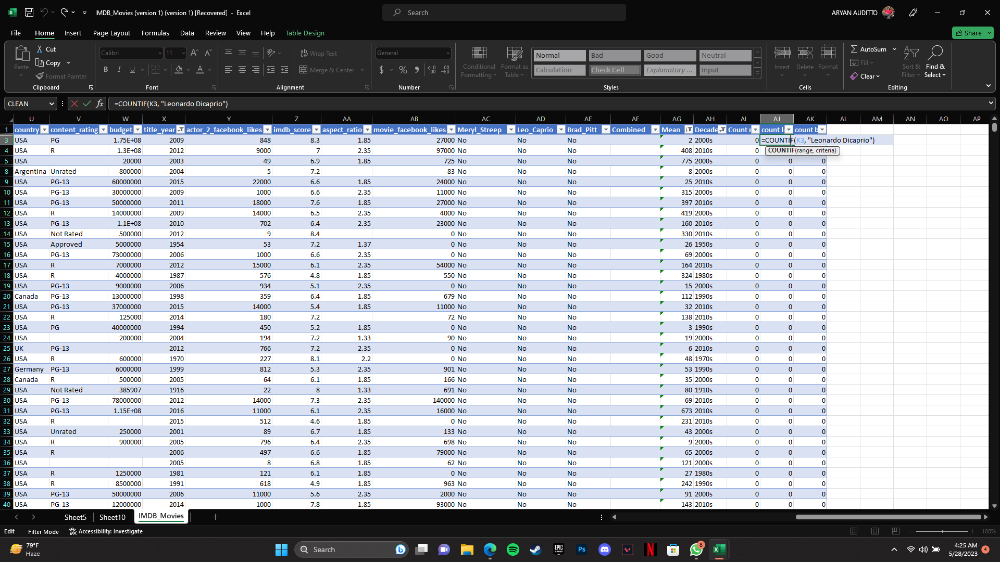 IMDB_Movies (version 1) (version 1) [Recovered] - Excel
Search
ARYAN AUDITTO
File Home Insert Page Layout Formulas Data Review View Help Table Design
Share
Paste Cut Copy Format Painter Clipboard
Calibri 11 B I U Font
Wrap Text Merge & Center Alignment
General $ % Number
Conditional Formatting Format as Table
Normal Bad Good Neutral
Calculation Check Cell Explanatory ... Input
Styles
Insert Delete Format Cells
AutoSum Fill Clear Sort & Filter Find & Select Editing
CLEAN fx =COUNTIF(K3, "Leonardo Dicaprio")
U V W X Y Z AA AB AC AD AE AF AG AH AI AJ AK AL AM AN AO AP
1 country content_rating budget title_year actor_2_facebook_likes imdb_score aspect_ratio movie_facebook_likes Meryl_Streep Leo_Caprio Brad_Pitt Combined Mean Decade Count r count l count b
3 USA PG 1.75E+08 2009 848 8.3 1.85 27000 No No No 2 2000s 0 =COUNTIF(K3, "Leonardo Dicaprio")
COUNTIF(range, criteria)
4 USA R 1.3E+08 2012 9000 7 2.35 97000 No No No 408 2010s 0
5 USA 20000 2003 49 6.9 1.85 725 No No No 775 2000s 0 0 0
8 Argentina Unrated 800000 2004 5 7.2 83 No No No 8 2000s 0 0 0
9 USA PG-13 60000000 2015 22000 6.6 1.85 24000 No No No 25 2010s 0 0 0
10 USA PG-13 30000000 2009 1000 6.6 2.35 11000 No No No 315 2000s 0 0 0
11 USA PG-13 50000000 2011 18000 7.6 1.85 27000 No No No 397 2010s 0 0 0
12 USA R 14000000 2009 14000 6.5 2.35 4000 No No No 419 2000s 0 0 0
13 USA PG-13 1.1E+08 2010 702 6.4 2.35 23000 No No No 160 2010s 0 0 0
14 USA Not Rated 500000 2012 9 8.4 0 No No No 330 2010s 0 0 0
15 USA Approved 5000000 1954 53 7.2 1.37 0 No No No 26 1950s 0 0 0
16 USA PG-13 73000000 2006 1000 6.6 2.35 0 No No No 69 2000s 0 0 0
17 USA R 7000000 2012 15000 6.1 2.35 54000 No No No 164 2010s 0 0 0
18 USA R 4000000 1987 576 4.8 1.85 550 No No No 324 1980s 0 0 0
19 USA PG-13 9000000 2006 934 5.1 2.35 0 No No No 15 2000s 0 0 0
20 Canada PG-13 13000000 1998 359 6.4 1.85 679 No No No 112 1990s 0 0 0
21 USA PG-13 37000000 2015 14000 5.4 1.85 11000 No No No 32 2010s 0 0 0
22 USA R 125000 2014 180 7.2 72 No No No 138 2010s 0 0 0
23 USA PG 40000000 1994 450 5.2 1.85 0 No No No 3 1990s 0 0 0
24 USA 200000 2004 194 7.2 1.33 90 No No No 19 2000s 0 0 0
25 UK PG-13 2012 766 7.2 2.35 0 No No No 6 2010s 0 0 0
26 USA R 600000 1970 227 8.1 2.2 0 No No No 48 1970s 0 0 0
27 Germany PG-13 6000000 1999 812 5.3 2.35 901 No No No 53 1990s 0 0 0
28 Canada R 500000 2005 64 6.1 1.85 166 No No No 35 2000s 0 0 0
29 USA Not Rated 385907 1916 22 8 1.33 691 No No No 80 1910s 0 0 0
30 USA PG-13 78000000 2012 14000 7.3 2.35 140000 No No No 69 2010s 0 0 0
31 USA PG-13 1.15E+08 2016 11000 6.1 2.35 16000 No No No 673 2010s 0 0 0
32 USA R 2015 512 4.6 1.85 0 No No No 231 2010s 0 0 0
33 USA Unrated 250000 2001 89 6.7 1.85 133 No No No 43 2000s 0 0 0
34 USA R 900000 2005 796 6.4 2.35 698 No No No 9 2000s 0 0 0
35 USA R 2006 497 6.6 1.85 79000 No No No 65 2000s 0 0 0
36 USA 2005 8 6.8 1.85 62 No No No 121 2000s 0 0 0
37 USA R 1250000 1981 121 6.1 1.85 0 No No No 27 1980s 0 0 0
38 USA R 8500000 1991 618 4.9 1.85 963 No No No 242 1990s 0 0 0
39 USA PG-13 50000000 2006 11000 5.6 2.35 2000 No No No 91 2000s 0 0 0
40 USA PG-13 12000000 2014 1000 7.8 1.85 93000 No No No 143 2010s 0 0 0
Sheet5 Sheet10 IMDB_Movies
Edit Filter Mode Accessibility: Investigate 100%
79°F
Haze
Search
EPIC GAMES
Ps
8
4:25 AM
5/28/2023
4